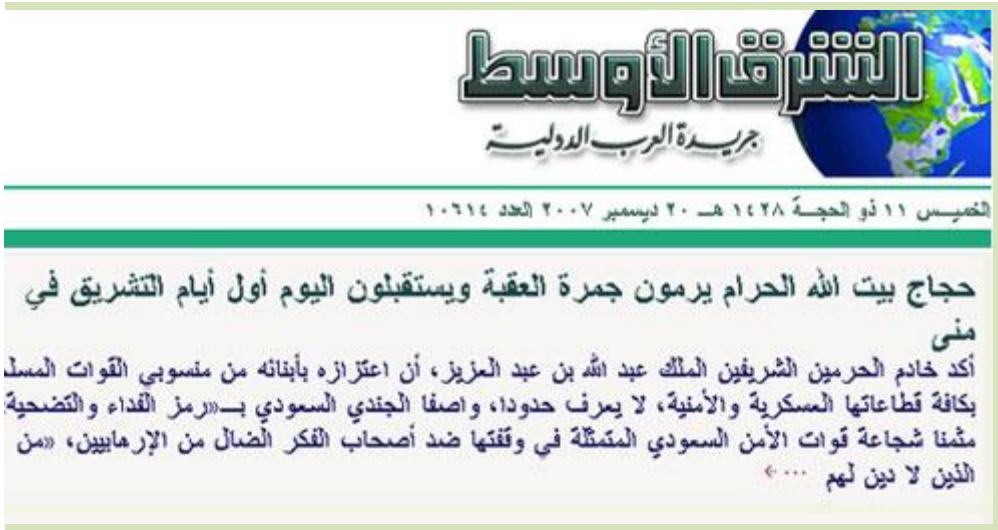 الشرق الأوسط
جريدة العرب الدولية
الخميس ١١ ذو الحجة ١٤٢٨ هـ ٢٠ ديسمبر ٢٠٠٧ العدد ١٠٦١٤
حجاج بيت الله الحرام يرمون جمرة العقبة ويستقبلون اليوم أول أيام التشريق في
منى
أكد خادم الحرمين الشريفين الملك عبد الله بن عبد العزيز، أن اعتزازه بأبنائه من منسوبي القوات المسلـ
بكافة قطاعاتها العسكرية والأمنية، لا يعرف حدودا، واصفا الجندي السعودي بـ«رمز الفداء والتضحية
مثمنا شجاعة قوات الأمن السعودي المتمثلة في وقفتها ضد أصحاب الفكر الضال من الإرهابيين، «من
الذين لا دين لهم ...